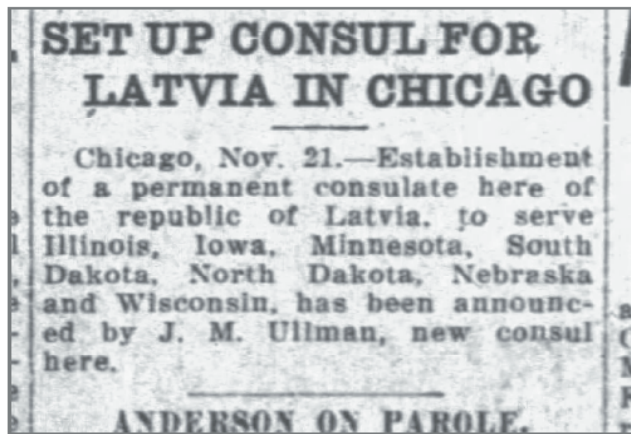 SET UP CONSUL FOR
LATVIA IN CHICAGO
Chicago, Nov. 21.—Establishment
of a permanent consulate here of
the republic of Latvia, to serve
Illinois, Iowa, Minnesota, South
Dakota, North Dakota, Nebraska
and Wisconsin, has been announc-
ed by J. M. Ullman, new consul
here.
ANDERSON ON PAROLE.